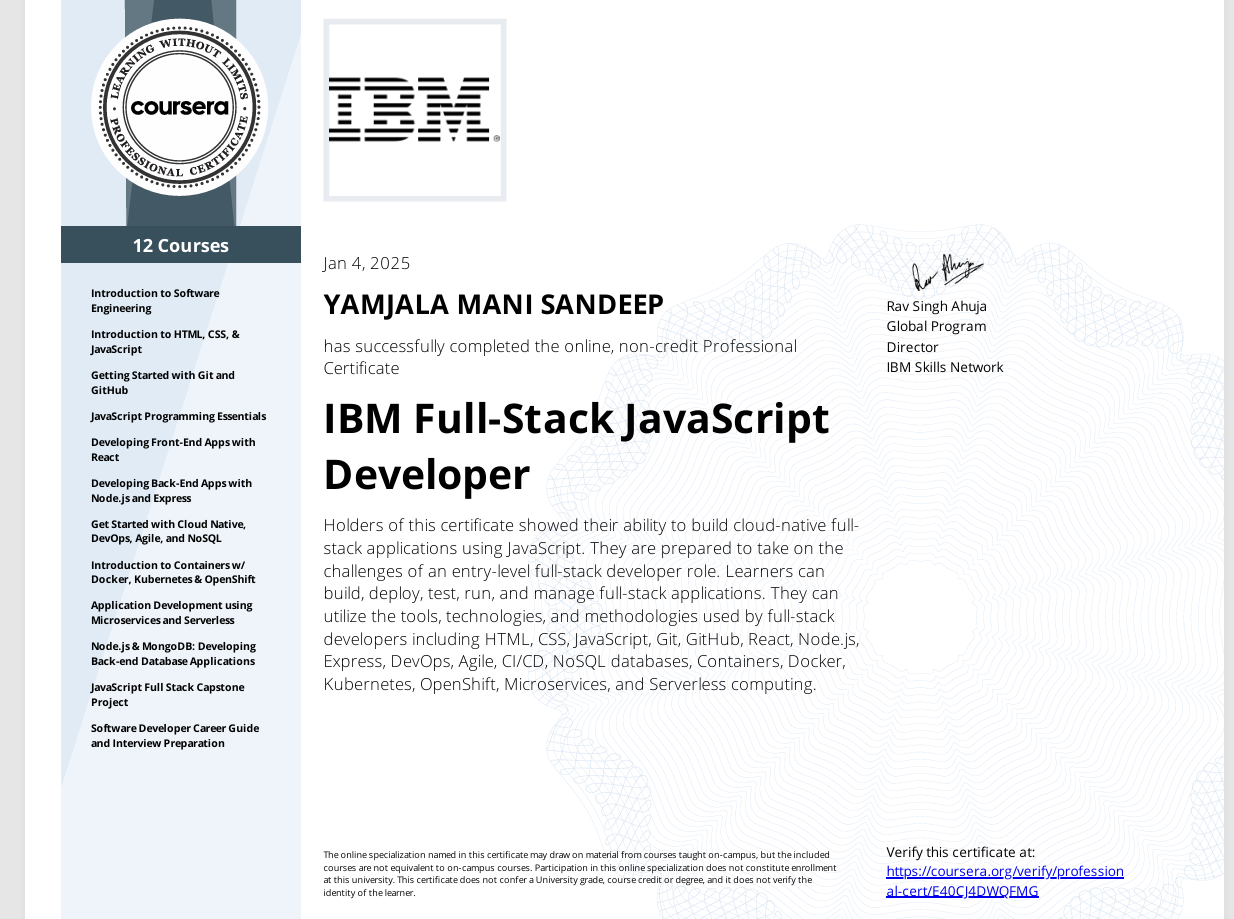 LEARNING WITHOUT LIMITS
coursera
PROFESSIONAL CERTIFICATE
12 Courses
Introduction to Software
Engineering
Introduction to HTML, CSS, &
JavaScript
Getting Started with Git and
GitHub
JavaScript Programming Essentials
Developing Front-End Apps with
React
Developing Back-End Apps with
Node.js and Express
Get Started with Cloud Native,
DevOps, Agile, and NoSQL
Introduction to Containers w/
Docker, Kubernetes & OpenShift
Application Development using
Microservices and Serverless
Node.js & MongoDB: Developing
Back-end Database Applications
JavaScript Full Stack Capstone
Project
Software Developer Career Guide
and Interview Preparation
IBM®
Jan 4, 2025
YAMJALA MANI SANDEEP
has successfully completed the online, non-credit Professional
Certificate
IBM Full-Stack JavaScript
Developer
Holders of this certificate showed their ability to build cloud-native full-
stack applications using JavaScript. They are prepared to take on the
challenges of an entry-level full-stack developer role. Learners can
build, deploy, test, run, and manage full-stack applications. They can
utilize the tools, technologies, and methodologies used by full-stack
developers including HTML, CSS, JavaScript, Git, GitHub, React, Node.js,
Express, DevOps, Agile, CI/CD, NoSQL databases, Containers, Docker,
Kubernetes, OpenShift, Microservices, and Serverless computing.
Rav Singh Ahuja
Global Program
Director
IBM Skills Network
The online specialization named in this certificate may draw on material from courses taught on-campus, but the included
courses are not equivalent to on-campus courses. Participation in this online specialization does not constitute enrollment
at this university. This certificate does not confer a University grade, course credit or degree, and it does not verify the
identity of the learner.
Verify this certificate at:
https://coursera.org/verify/profession
al-cert/E40CJ4DWQFMG